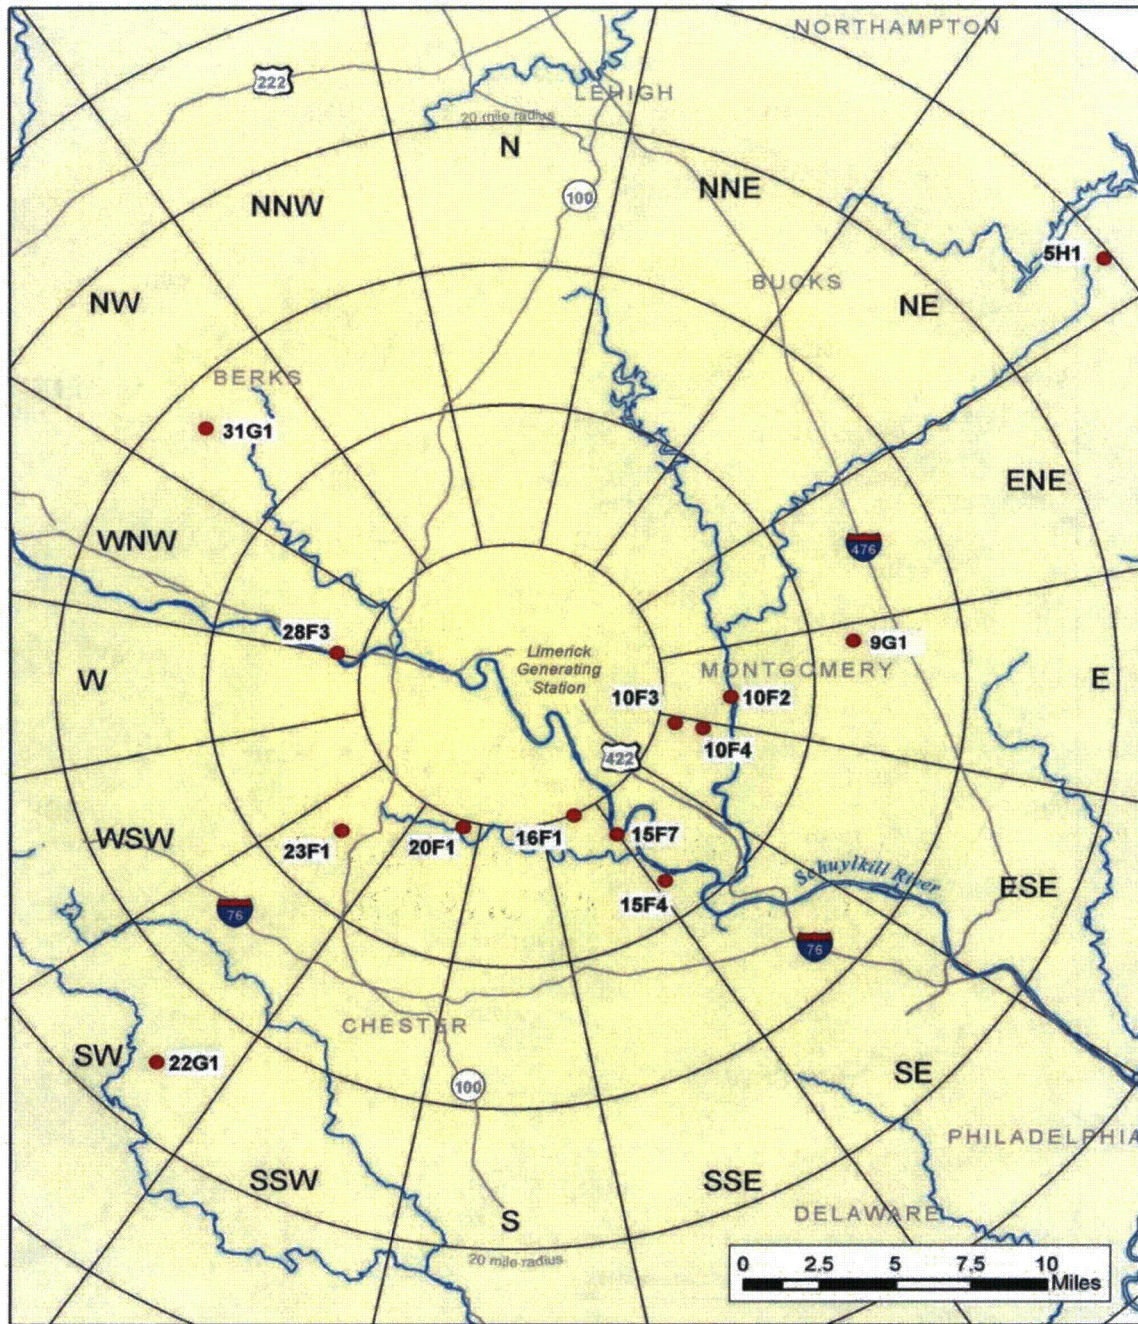 NORTHAMPTON
222
LEHIGH
20 mile radius
N
NNW
NNE
100
5H1
BUCKS
NW
NE
BERKS
31G1
ENE
WNW
476
28F3
Limerick
Generating
Station
9G1
W
MONTGOMERY
E
10F3
10F2
10F4
422
WSW
23F1
20F1
16F1
15F7
15F4
Schuylkill River
ESE
76
76
CHESTER
SW
22G1
SE
100
PHILADELPHIA
SSW
SSE
S
DELAWARE
20 mile radius
0 2.5 5 7.5 10
Miles